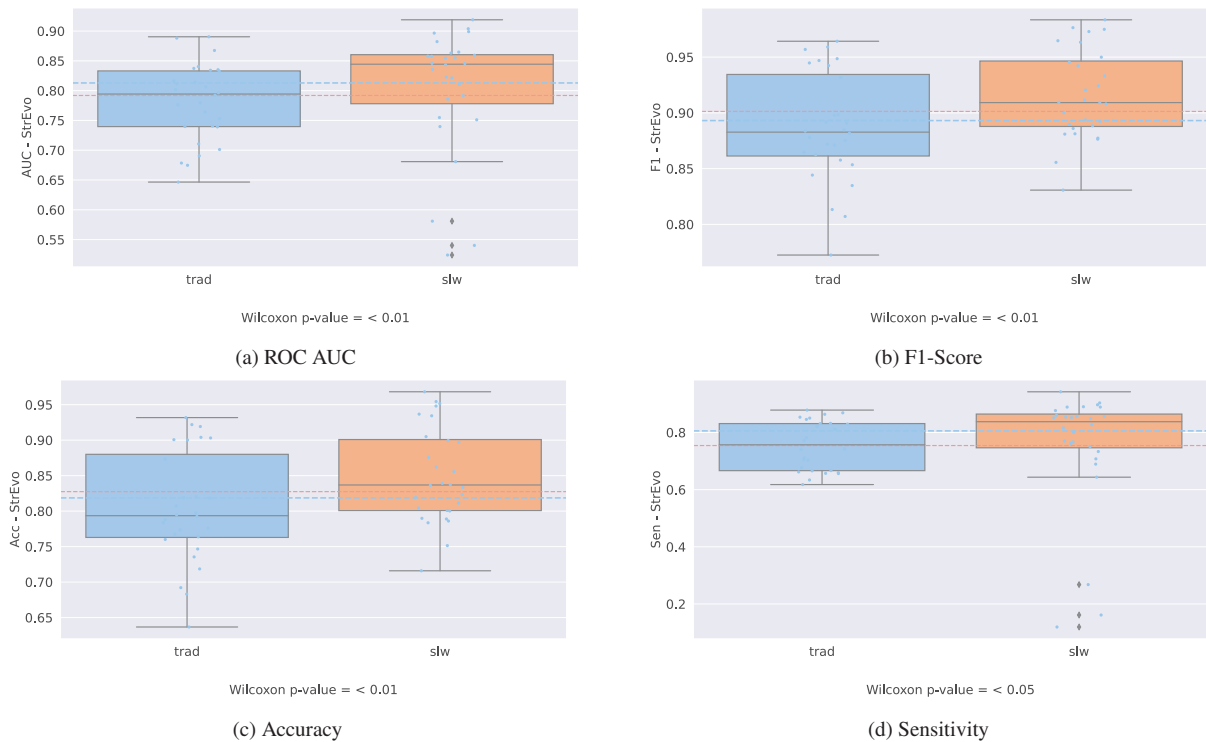 AUC - StrEvo
0.90
0.85
0.80
0.75
0.70
0.65
0.60
0.55
trad
slw
Wilcoxon p-value = < 0.01
(a) ROC AUC
F1 - StrEvo
0.95
0.90
0.85
0.80
trad
slw
Wilcoxon p-value = < 0.01
(b) F1-Score
Acc - StrEvo
0.95
0.90
0.85
0.80
0.75
0.70
0.65
trad
slw
Wilcoxon p-value = < 0.01
(c) Accuracy
Sen - StrEvo
0.8
0.6
0.4
0.2
trad
slw
Wilcoxon p-value = < 0.05
(d) Sensitivity